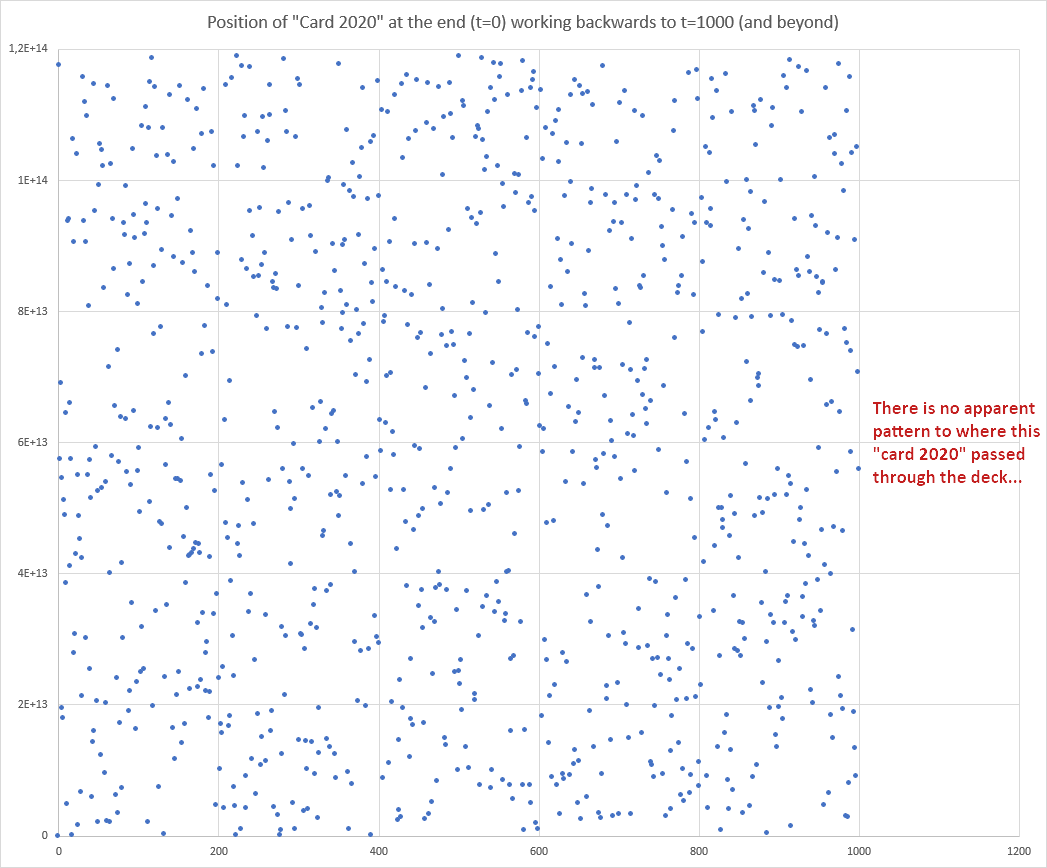 Position of "Card 2020" at the end (t=0) working backwards to t=1000 (and beyond)
1,2E+14
1E+14
8E+13
6E+13
4E+13
2E+13
0
0
200
400
600
800
1000
1200
There is no apparent
pattern to where this
"card 2020" passed
through the deck...